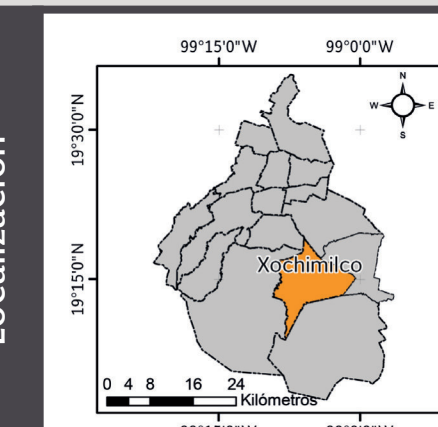 Localización
99°15'0"W 99°0'0"W
N
W E
S
19°30'0"N
19°15'0"N
Xochimilco
0 4 8 16 24
Kilómetros